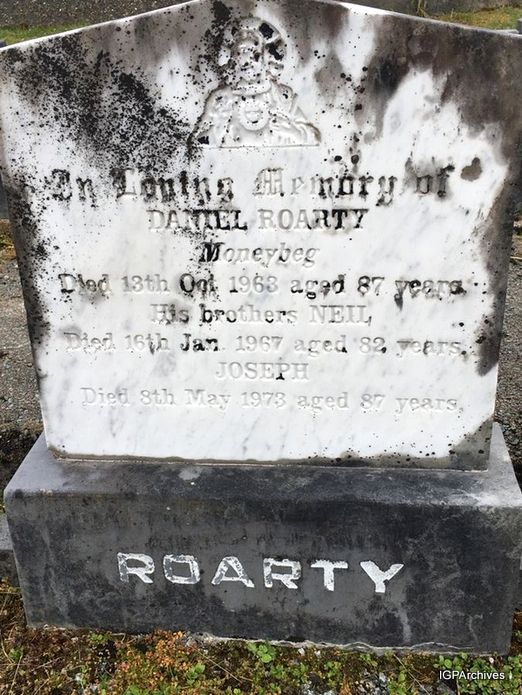 In Loving Memory of
DANIEL ROARTY
Moneybeg
Died 13th Oct 1963 aged 87 years.
His brothers NEIL
Died 16th Jan. 1967 aged 82 years.
JOSEPH
Died 8th May 1973 aged 87 years.
ROARTY
IGPArchives